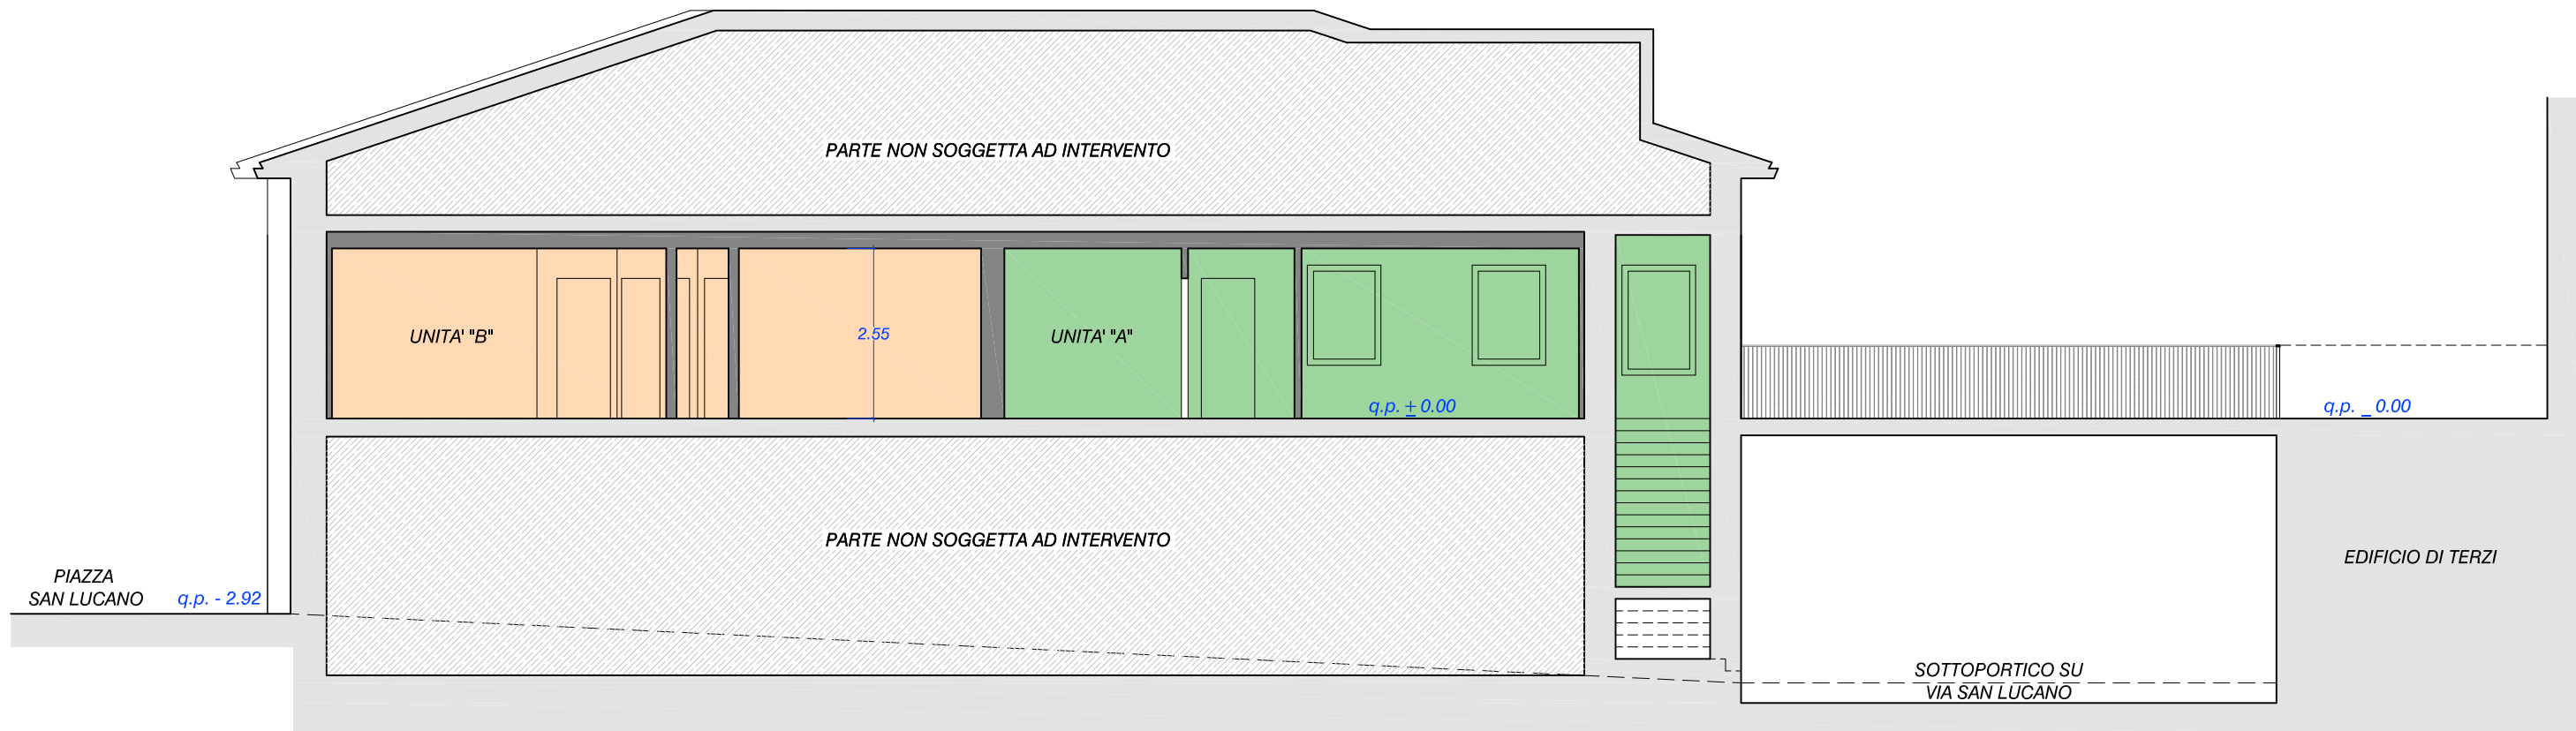 PARTE NON SOGGETTA AD INTERVENTO
UNITA' "B"
2.55
UNITA' "A"
q.p. ± 0.00
q.p. _ 0.00
PARTE NON SOGGETTA AD INTERVENTO
PIAZZA
SAN LUCANO
q.p. - 2.92
EDIFICIO DI TERZI
SOTTOPORTICO SU
VIA SAN LUCANO